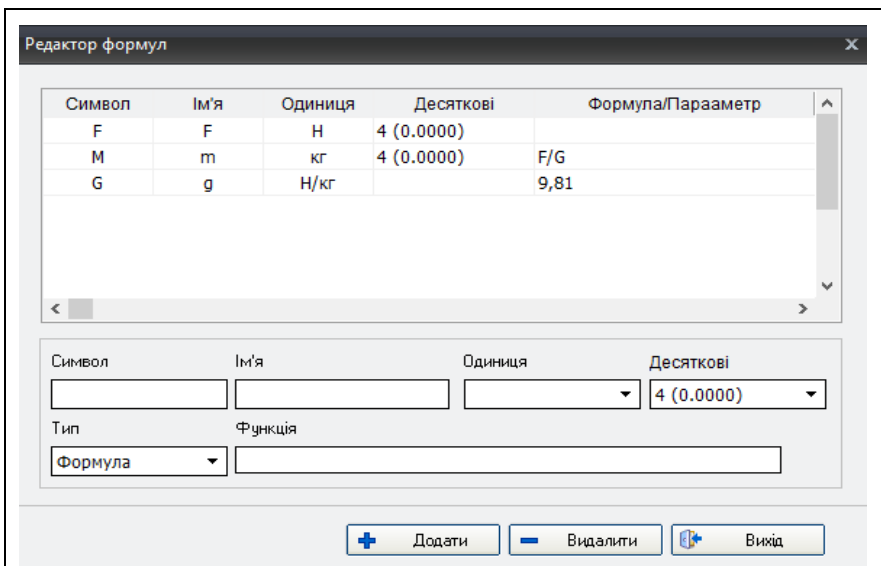 Редактор формул x
Символ Ім'я Одиниця Десяткові Формула/Парааметр
F F Н 4 (0.0000)
M m кг 4 (0.0000) F/G
G g Н/кг 9,81
Символ Ім'я Одиниця Десяткові
4 (0.0000)
Тип Функція
Формула
Додати Видалити Вихід